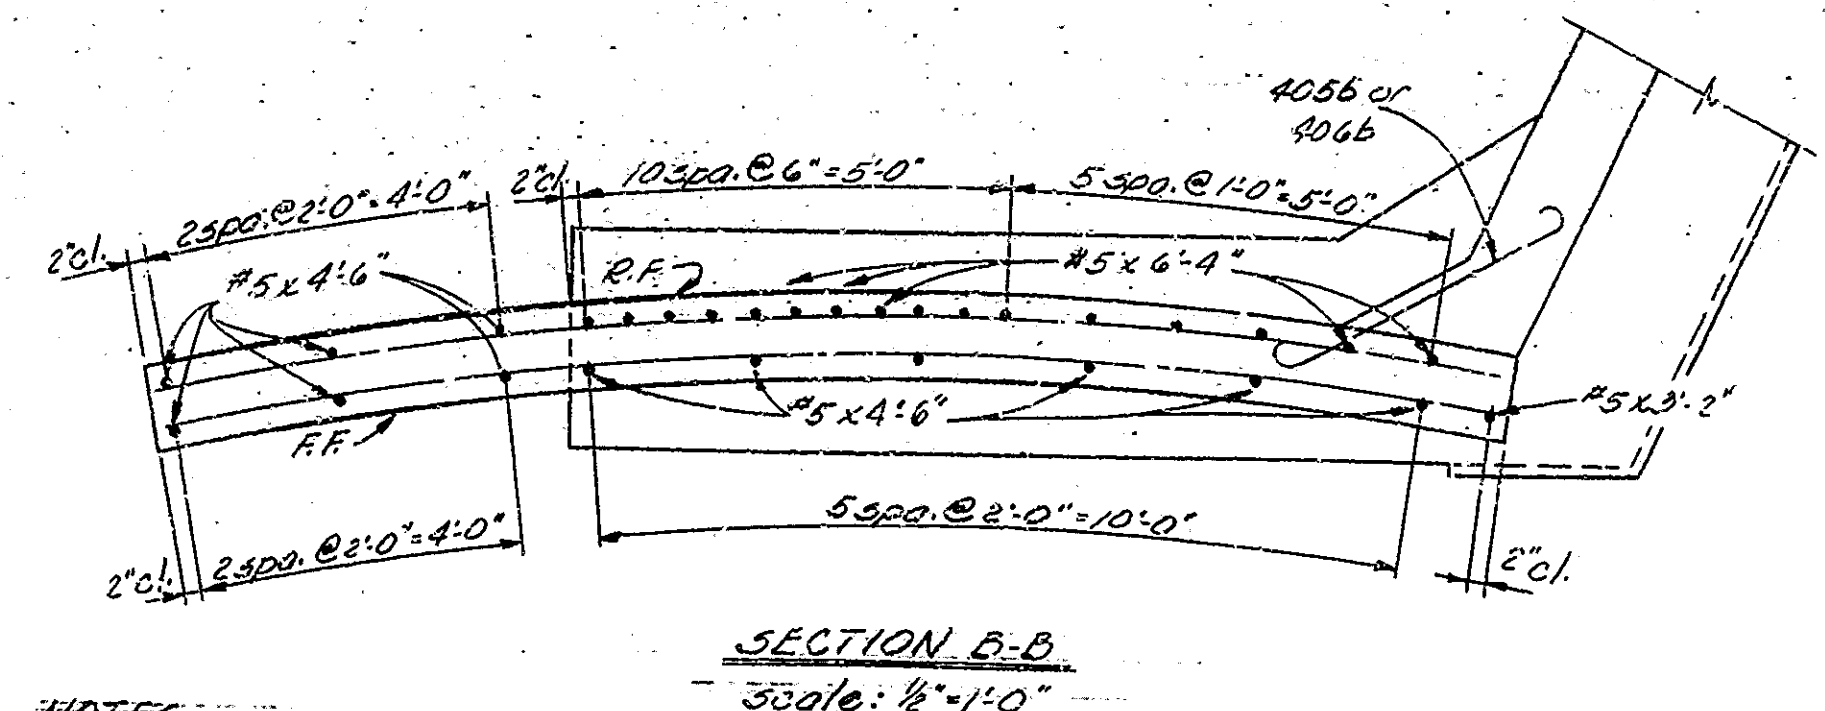 405b or
406b
10 spa. @ 6" = 5'-0"
5 spa. @ 1'-0" = 5'-0"
2" cl.
2 spa. @ 2'-0" = 4'-0"
2" cl.
#5 x 4'-6"
R.F.
#5 x 6'-4"
#5 x 4'-6"
#5 x 3'-2"
F.F.
5 spa. @ 2'-0" = 10'-0"
2 spa. @ 2'-0" = 4'-0"
2" cl.
2" cl.
SECTION B-B
scale: ½" = 1'-0"